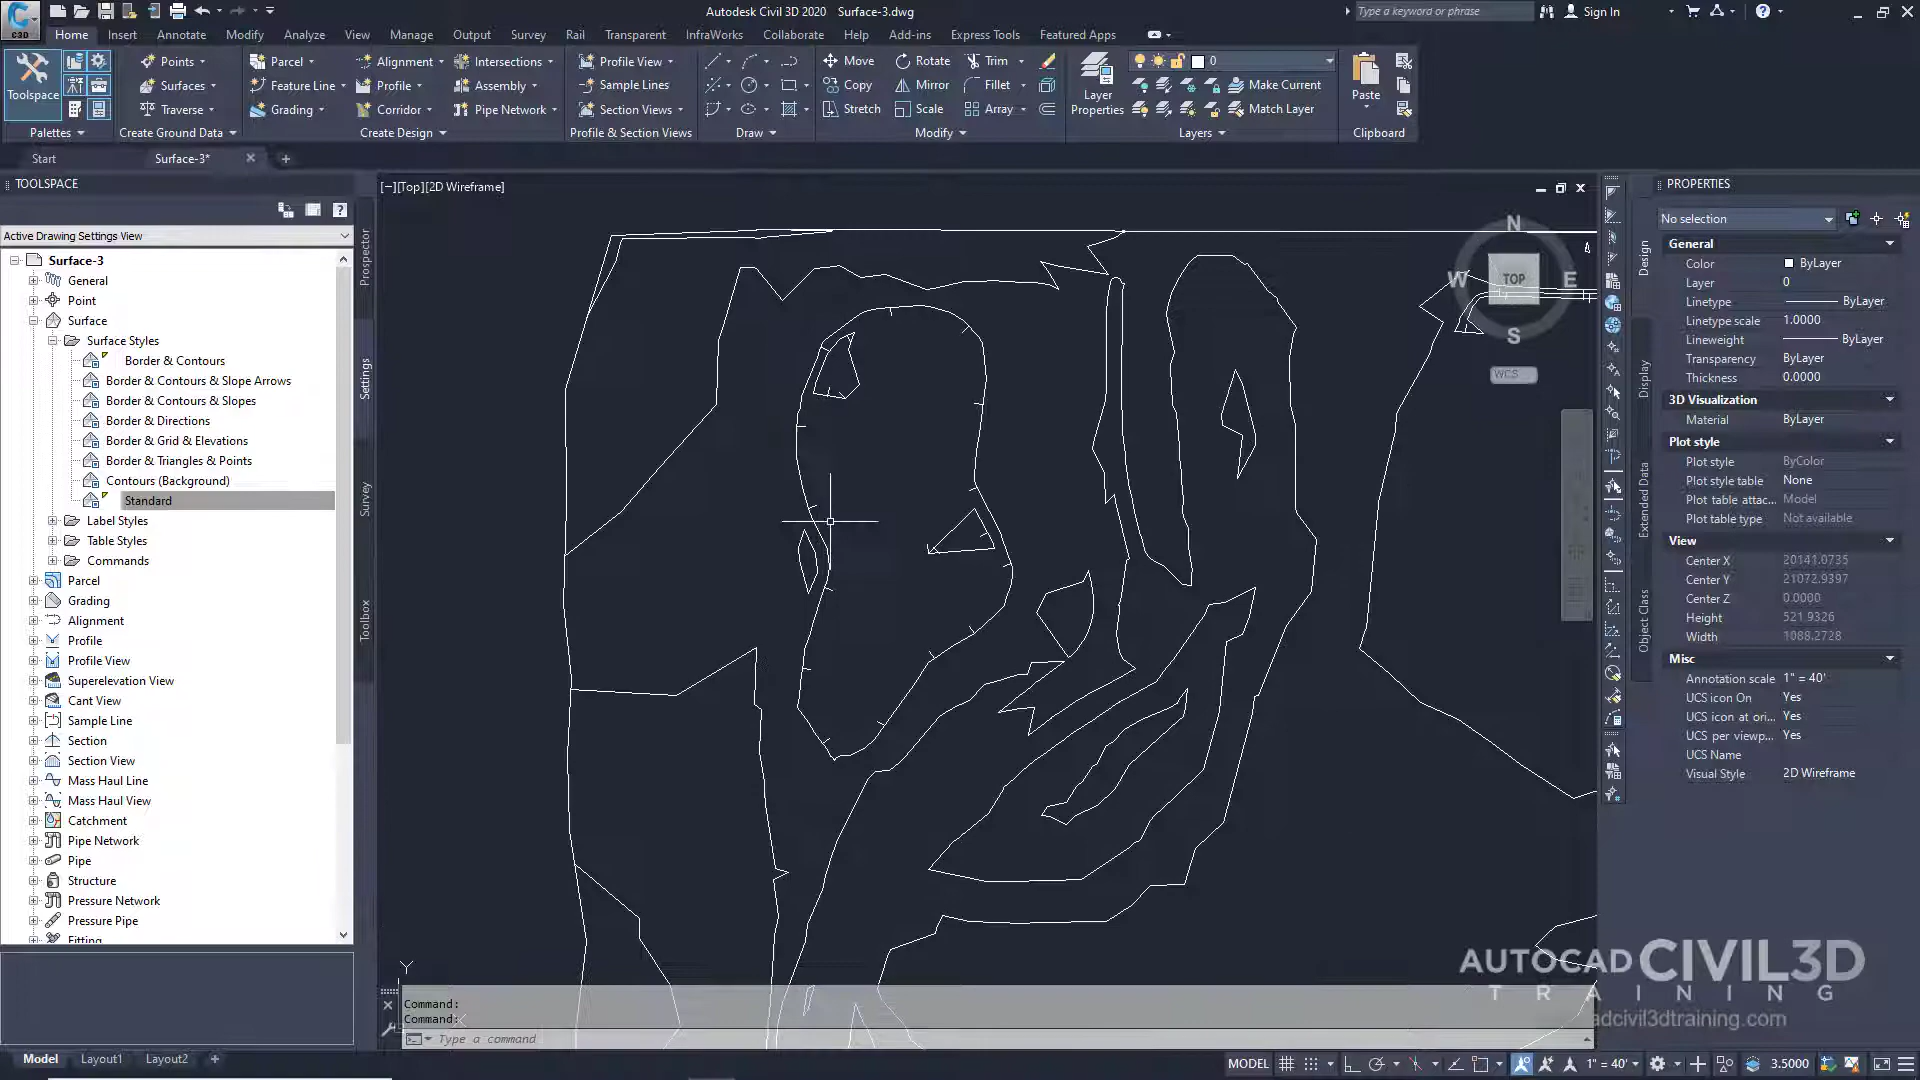 C3D
Autodesk Civil 3D 2020 Surface-3.dwg
Type a keyword or phrase
Sign In
Home Insert Annotate Modify Analyze View Manage Output Survey Rail Transparent InfraWorks Collaborate Help Add-ins Express Tools Featured Apps
Points Parcel Alignment Intersections Profile View Move Rotate Trim 0
Toolspace Surfaces Feature Line Profile Assembly Sample Lines Copy Mirror Fillet Layer Properties Make Current Paste
Traverse Grading Corridor Pipe Network Section Views Stretch Scale Array Match Layer
Palettes Create Ground Data Create Design Profile & Section Views Draw Modify Layers Clipboard
Start Surface-3*
TOOLSPACE
Active Drawing Settings View
Surface-3
General
Point
Surface
Surface Styles
Border & Contours
Border & Contours & Slope Arrows
Border & Contours & Slopes
Border & Directions
Border & Grid & Elevations
Border & Triangles & Points
Contours (Background)
Standard
Label Styles
Table Styles
Commands
Parcel
Grading
Alignment
Profile
Profile View
Superelevation View
Cant View
Sample Line
Section
Section View
Mass Haul Line
Mass Haul View
Catchment
Pipe Network
Pipe
Structure
Pressure Network
Pressure Pipe
Fitting
Prospector
Settings
Survey
Toolbox
[−][Top][2D Wireframe]
N
W TOP E
S
WCS
Y
Design
Display
Extended Data
Object Class
PROPERTIES
No selection
General
Color ByLayer
Layer 0
Linetype ByLayer
Linetype scale 1.0000
Lineweight ByLayer
Transparency ByLayer
Thickness 0.0000
3D Visualization
Material ByLayer
Plot style
Plot style ByColor
Plot style table None
Plot table attac... Model
Plot table type Not available
View
Center X 20141.0735
Center Y 21072.9397
Center Z 0.0000
Height 521.9326
Width 1088.2728
Misc
Annotation scale 1" = 40'
UCS icon On Yes
UCS icon at ori... Yes
UCS per viewp... Yes
UCS Name
Visual Style 2D Wireframe
AUTOCAD CIVIL3D
TRAINING
adcivil3dtraining.com
Command:
Command:
Type a command
Model Layout1 Layout2
MODEL 1" = 40' 3.5000